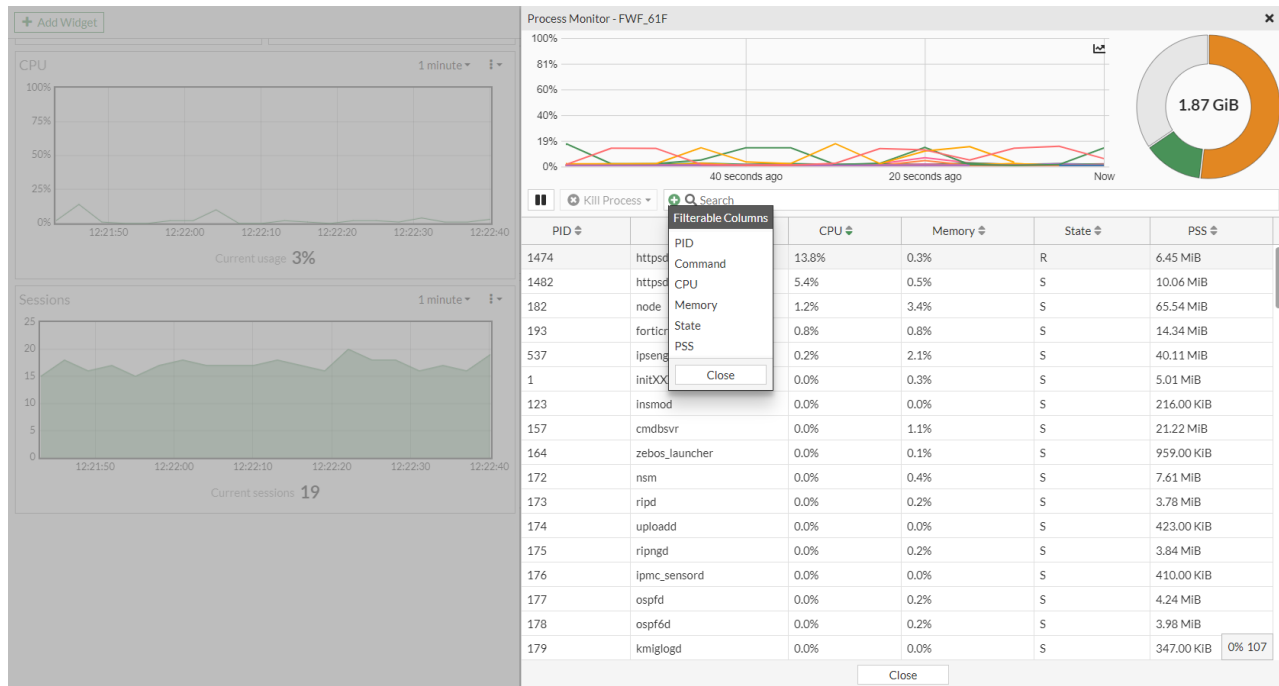 Add Widget
CPU
1 minute
100%
75%
50%
25%
0%
12:21:50 12:22:00 12:22:10 12:22:20 12:22:30 12:22:40
Current usage 3%
Sessions
1 minute
25
20
15
10
5
0
12:21:50 12:22:00 12:22:10 12:22:20 12:22:30 12:22:40
Current sessions 19
Process Monitor - FWF_61F
100%
81%
60%
40%
19%
0%
40 seconds ago 20 seconds ago Now
1.87 GiB
Kill Process Search
Filterable Columns
PID
Command
CPU
Memory
State
PSS
Close
PID CPU Memory State PSS
1474 httpsd 13.8% 0.3% R 6.45 MiB
1482 httpsd 5.4% 0.5% S 10.06 MiB
182 node 1.2% 3.4% S 65.54 MiB
193 forticr 0.8% 0.8% S 14.34 MiB
537 ipseng 0.2% 2.1% S 40.11 MiB
1 initXX 0.0% 0.3% S 5.01 MiB
123 insmod 0.0% 0.0% S 216.00 KiB
157 cmdbsvr 0.0% 1.1% S 21.22 MiB
164 zebos_launcher 0.0% 0.1% S 959.00 KiB
172 nsm 0.0% 0.4% S 7.61 MiB
173 ripd 0.0% 0.2% S 3.78 MiB
174 uploadd 0.0% 0.0% S 423.00 KiB
175 ripngd 0.0% 0.2% S 3.84 MiB
176 ipmc_sensord 0.0% 0.0% S 410.00 KiB
177 ospfd 0.0% 0.2% S 4.24 MiB
178 ospf6d 0.0% 0.2% S 3.98 MiB
179 kmiglogd 0.0% 0.0% S 347.00 KiB
0% 107
Close